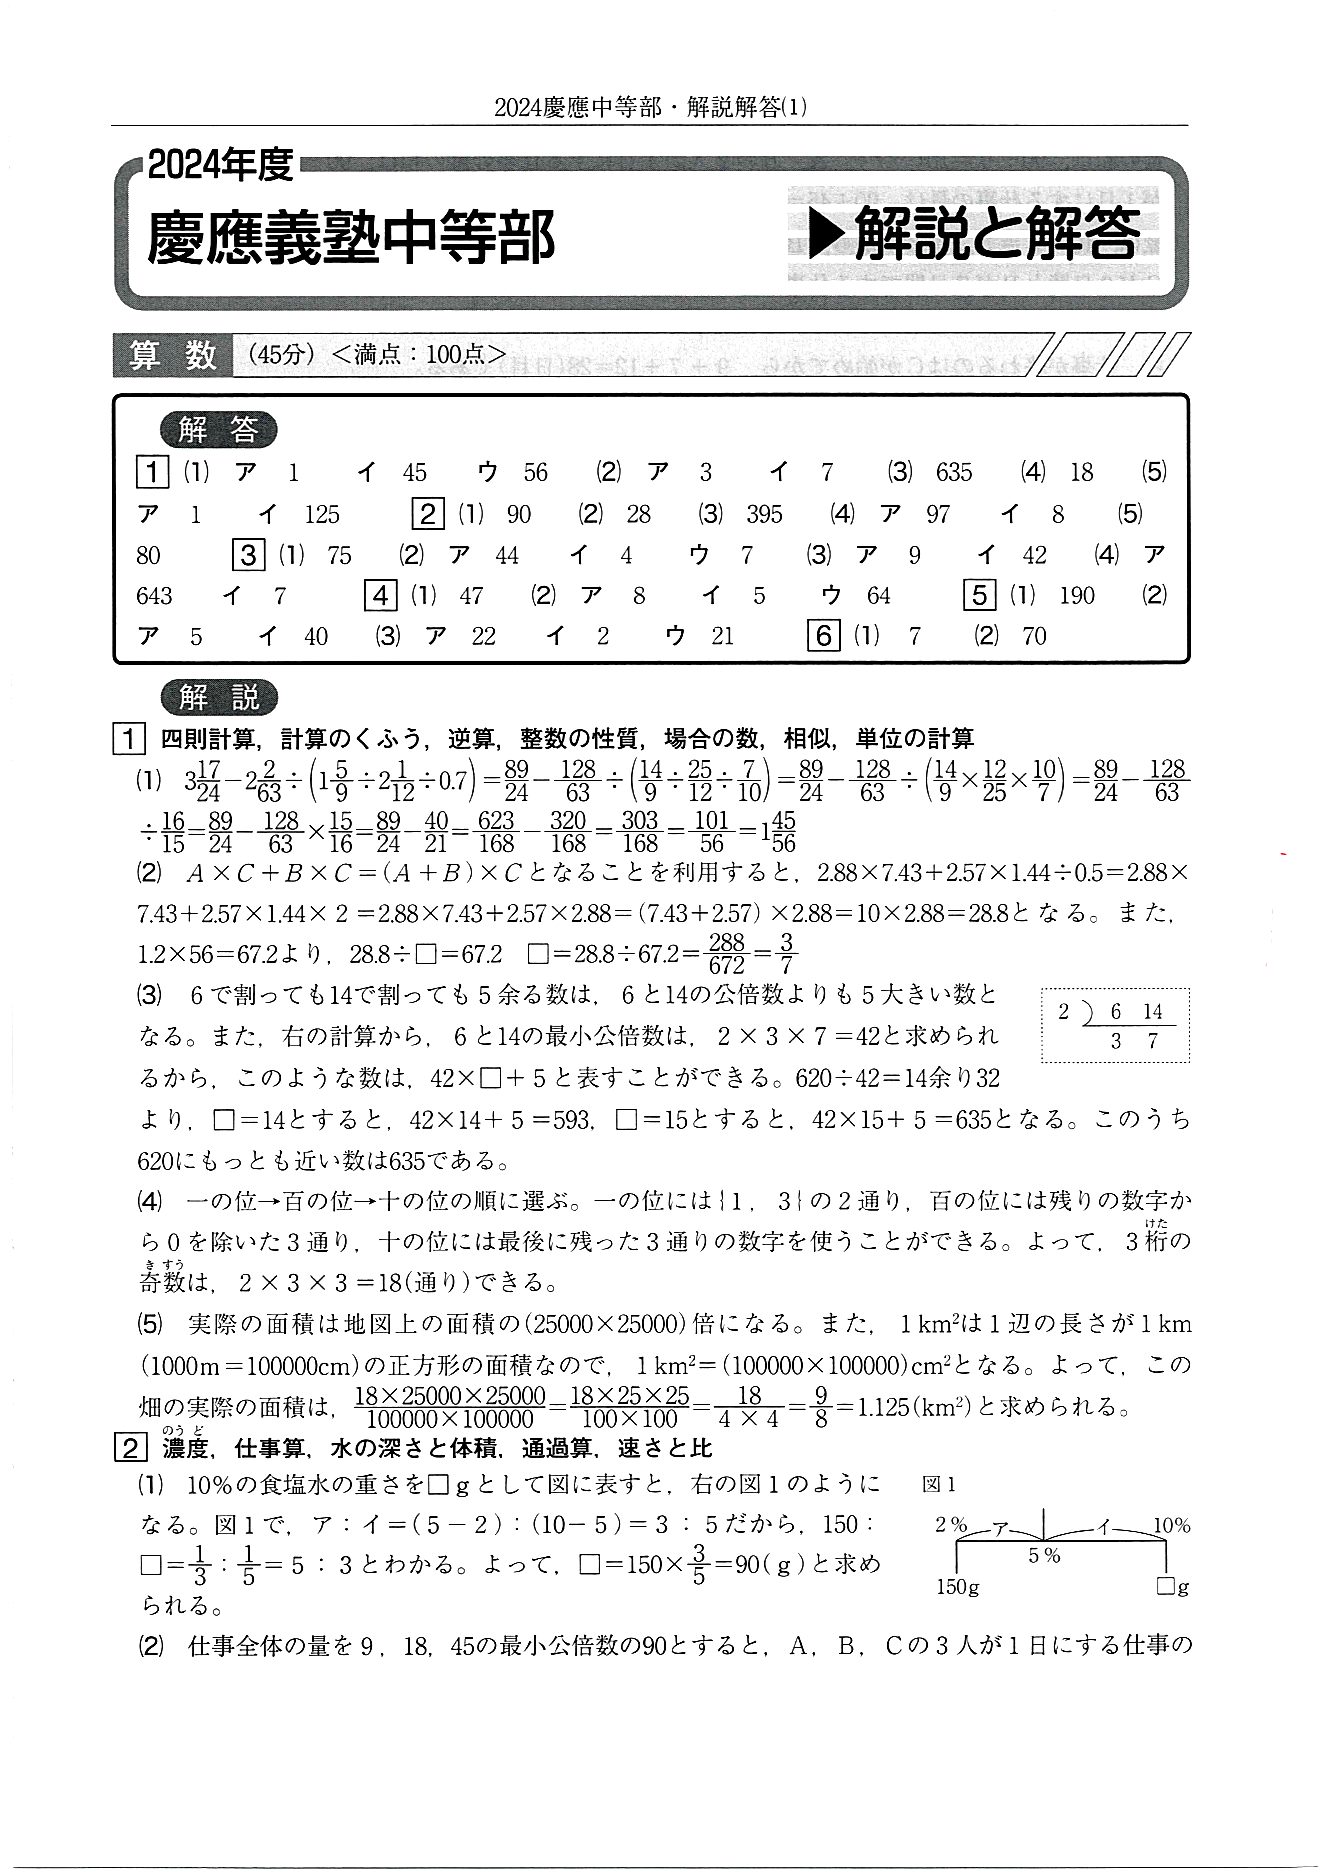 2024慶應中等部・解説解答⑴
2024年度
慶應義塾中等部
▶解説と解答
算 数 （45分）＜満点：100点＞
解 答
1 ⑴ ア 1 イ 45 ウ 56 ⑵ ア 3 イ 7 ⑶ 635 ⑷ 18 ⑸
ア 1 イ 125 2 ⑴ 90 ⑵ 28 ⑶ 395 ⑷ ア 97 イ 8 ⑸
80 3 ⑴ 75 ⑵ ア 44 イ 4 ウ 7 ⑶ ア 9 イ 42 ⑷ ア
643 イ 7 4 ⑴ 47 ⑵ ア 8 イ 5 ウ 64 5 ⑴ 190 ⑵
ア 5 イ 40 ⑶ ア 22 イ 2 ウ 21 6 ⑴ 7 ⑵ 70
解 説
1 四則計算，計算のくふう，逆算，整数の性質，場合の数，相似，単位の計算
⑴ 3 17/24－2 2/63÷(1 5/9÷2 1/12÷0.7)＝89/24－128/63÷(14/9÷25/12÷7/10)＝89/24－128/63÷(14/9×12/25×10/7)＝89/24－128/63
÷16/15＝89/24－128/63×15/16＝89/24－40/21＝623/168－320/168＝303/168＝101/56＝1 45/56
⑵ A×C＋B×C＝(A＋B)×Cとなることを利用すると，2.88×7.43＋2.57×1.44÷0.5＝2.88×
7.43＋2.57×1.44×2＝2.88×7.43＋2.57×2.88＝(7.43＋2.57)×2.88＝10×2.88＝28.8となる。また，
1.2×56＝67.2より，28.8÷□＝67.2 □＝28.8÷67.2＝288/672＝3/7
⑶ 6で割っても14で割っても5余る数は，6と14の公倍数よりも5大きい数と
なる。また，右の計算から，6と14の最小公倍数は，2×3×7＝42と求められ
るから，このような数は，42×□＋5と表すことができる。620÷42＝14余り32
より，□＝14とすると，42×14＋5＝593，□＝15とすると，42×15＋5＝635となる。このうち
620にもっとも近い数は635である。
2 ) 6 14
3 7
⑷ 一の位→百の位→十の位の順に選ぶ。一の位には{1，3}の2通り，百の位には残りの数字か
ら0を除いた3通り，十の位には最後に残った3通りの数字を使うことができる。よって，3桁の
けた
きすう
奇数は，2×3×3＝18(通り)できる。
⑸ 実際の面積は地図上の面積の(25000×25000)倍になる。また，1km²は1辺の長さが1km
(1000m＝100000cm)の正方形の面積なので，1km²＝(100000×100000)cm²となる。よって，この
畑の実際の面積は，18×25000×25000/100000×100000＝18×25×25/100×100＝18/4×4＝9/8＝1.125(km²)と求められる。
のうど
2 濃度，仕事算，水の深さと体積，通過算，速さと比
⑴ 10％の食塩水の重さを□gとして図に表すと，右の図1のように
なる。図1で，ア：イ＝(5－2)：(10－5)＝3：5だから，150：
□＝1/3：1/5＝5：3とわかる。よって，□＝150×3/5＝90(g)と求め
られる。
図1
2％ ア イ 10％
5％
150g □g
⑵ 仕事全体の量を9，18，45の最小公倍数の90とすると，A，B，Cの3人が1日にする仕事の